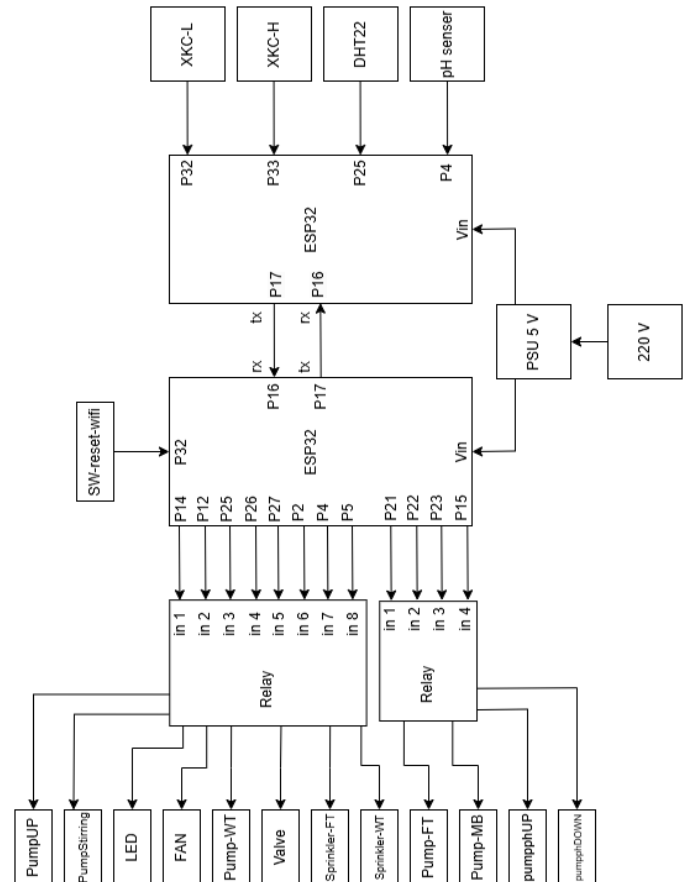 XKC-L
XKC-H
DHT22
pH senser
P32
P33
P25
P4
ESP32
Vin
P17
P16
tx
rx
PSU 5 V
220 V
rx
tx
P16
P17
SW-reset-wifi
P32
ESP32
Vin
P14
P12
P25
P26
P27
P2
P4
P5
P21
P22
P23
P15
in 1
in 2
in 3
in 4
in 5
in 6
in 7
in 8
in 1
in 2
in 3
in 4
Relay
Relay
PumpUP
PumpStirring
LED
FAN
Pump-WT
Valve
Sprinkler-FT
Sprinkler-WT
Pump-FT
Pump-MB
pumpphUP
pumpphDOWN